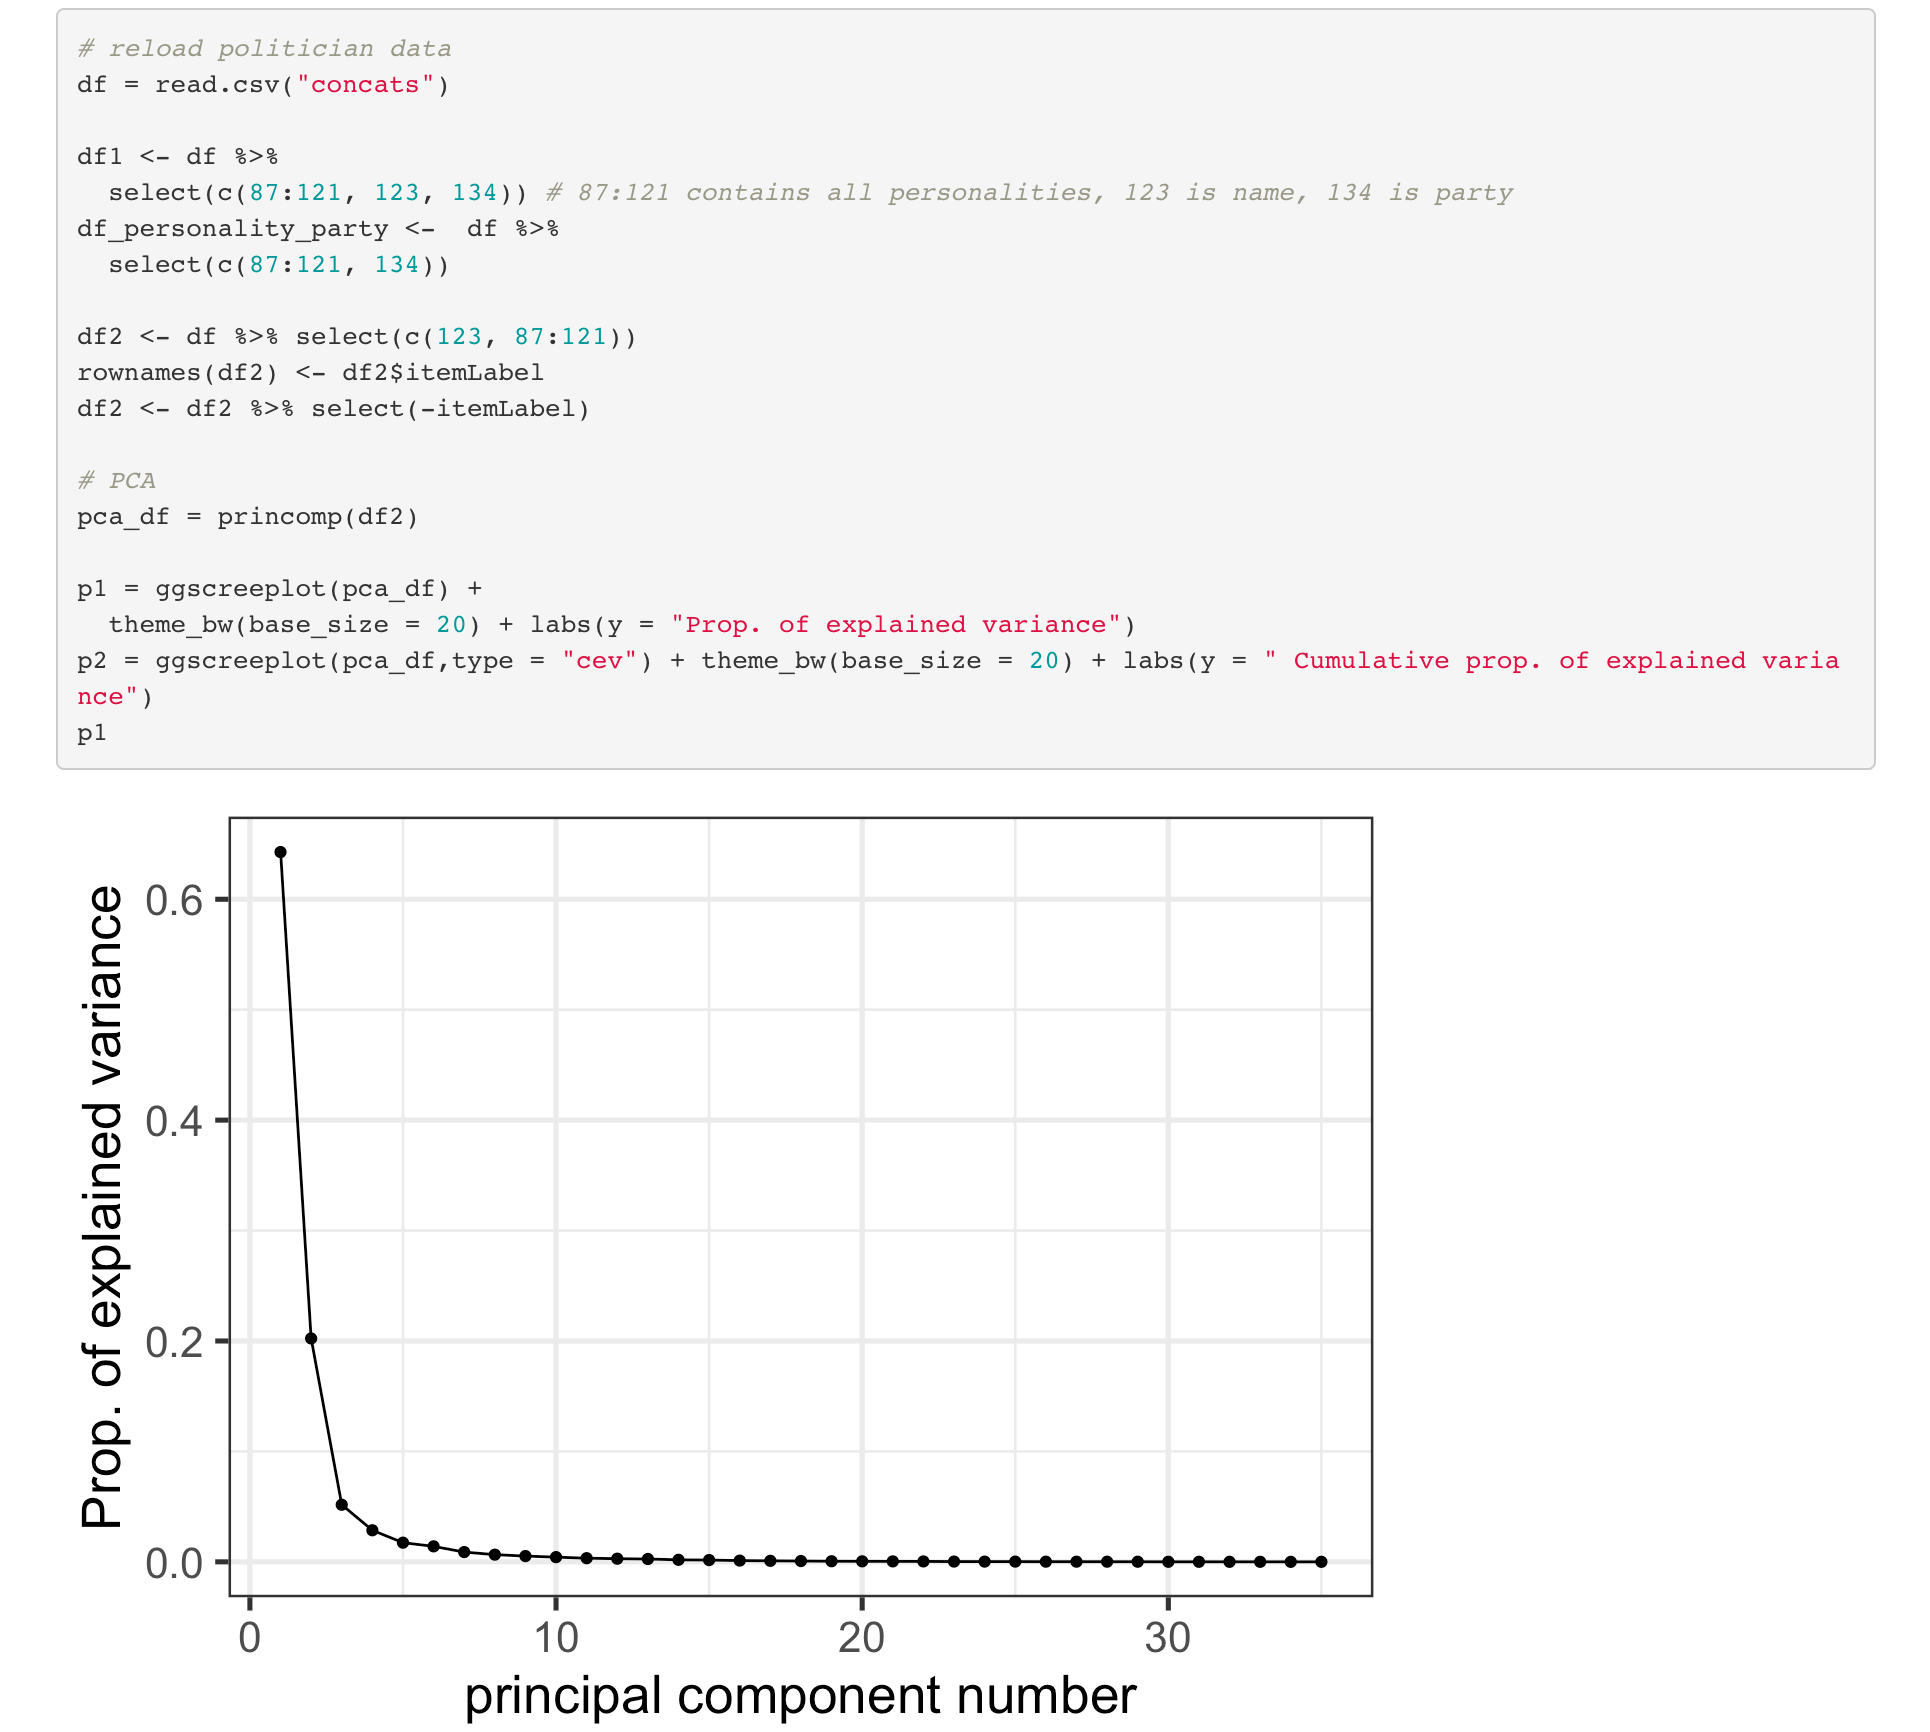 # reload politician data
df = read.csv("concats")
df1 <- df %>%
  select(c(87:121, 123, 134)) # 87:121 contains all personalities, 123 is name, 134 is party
df_personality_party <-  df %>%
  select(c(87:121, 134))
df2 <- df %>% select(c(123, 87:121))
rownames(df2) <- df2$itemLabel
df2 <- df2 %>% select(-itemLabel)
# PCA
pca_df = princomp(df2)
p1 = ggscreeplot(pca_df) +
  theme_bw(base_size = 20) + labs(y = "Prop. of explained variance")
p2 = ggscreeplot(pca_df,type = "cev") + theme_bw(base_size = 20) + labs(y = " Cumulative prop. of explained varia
nce")
p1
Prop. of explained variance
0.6
0.4
0.2
0.0
0 10 20 30
principal component number